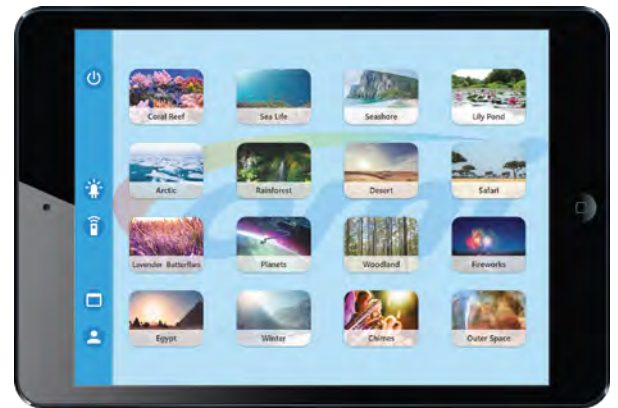 Coral Reef
Sea Life
Seashore
Lily Pond
Arctic
Rainforest
Desert
Safari
Lavender Butterflies
Planets
Woodland
Fireworks
Egypt
Winter
Chimes
Outer Space